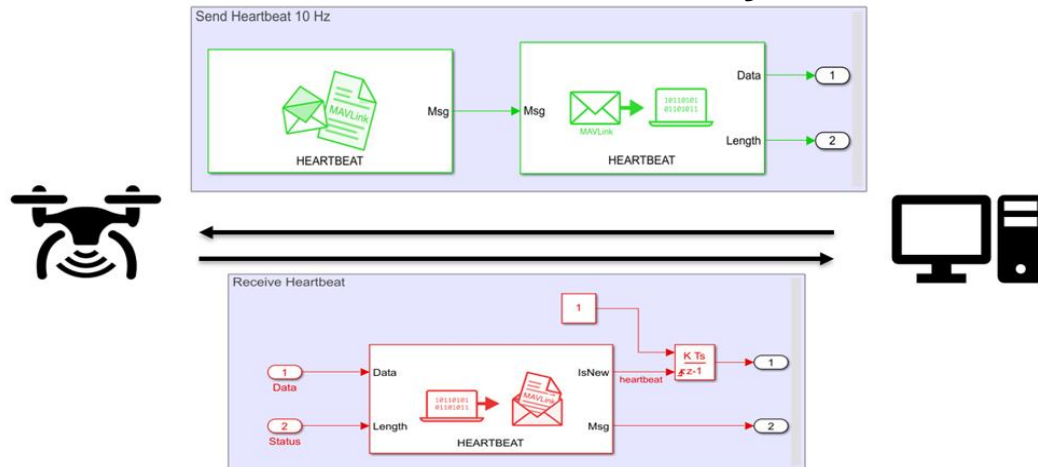 Send Heartbeat 10 Hz
MAVLink
Msg
HEARTBEAT
Msg
MAVLink
10110101
01101011
Data
Length
HEARTBEAT
1
2
Receive Heartbeat
1
Data
2
Status
Data
Length
10110101
01101011
MAVLink
HEARTBEAT
IsNew
Msg
heartbeat
1
K Ts
z-1
1
2